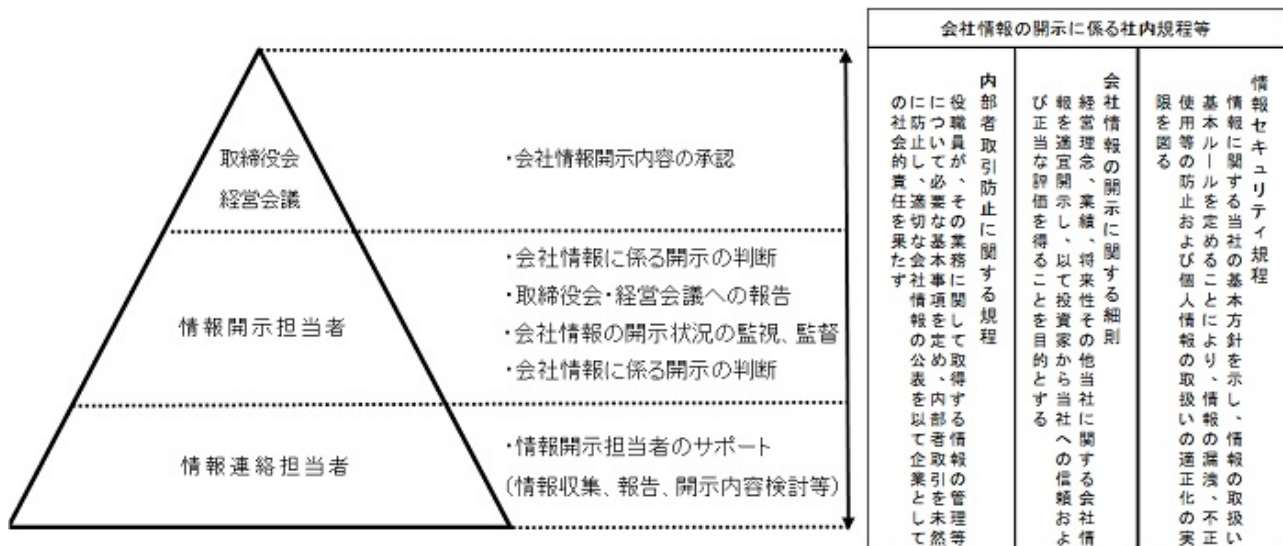 取締役会
経営会議
・会社情報開示内容の承認
情報開示担当者
・会社情報に係る開示の判断
・取締役会・経営会議への報告
・会社情報の開示状況の監視、監督
・会社情報に係る開示の判断
情報連絡担当者
・情報開示担当者のサポート
(情報収集、報告、開示内容検討等)
会社情報の開示に係る社内規程等
情報セキュリティ規程
情報に関する当社の基本方針を示し、情報の取扱い
基本ルールを定めることにより、情報の漏洩、不正
使用等の防止および個人情報の取扱いの適正化の実
限を図る
会社情報の開示に関する細則
経営理念、業績、将来性その他当社に関する会社情
報を適宜開示し、以て投資家から当社への信頼およ
び正当な評価を得ることを目的とする
内部者取引防止に関する規程
役職員が、その業務に関して取得する情報の管理等
について必要な基本事項を定め、内部者取引を未然
に防止し、適切な会社情報の公表を以て企業として
の社会的責任を果たす